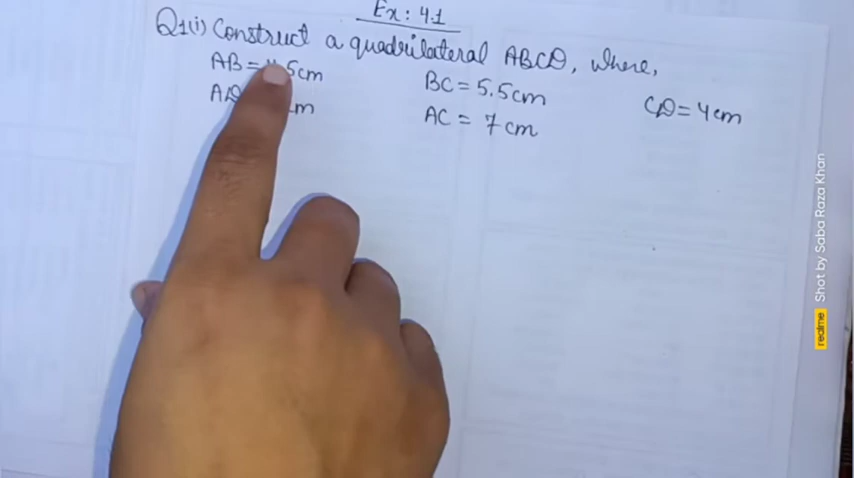 Ex: 4.1
Q1(i) Construct a quadrilateral ABCD, where,
AB = 5cm BC = 5.5cm CD = 4cm
AC = 7cm
realme Shot by Saba Raza Khan